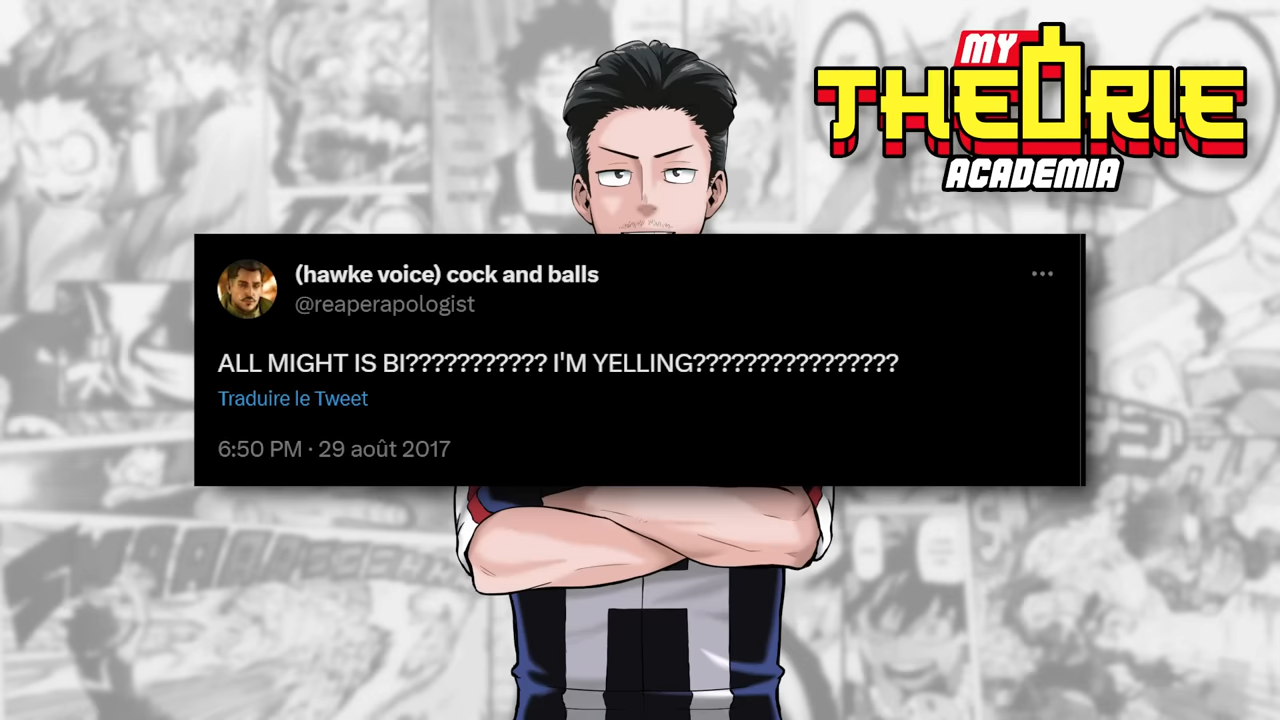 MY
THEORIE
ACADEMIA
(hawke voice) cock and balls
@reaperapologist
ALL MIGHT IS BI??????????? I'M YELLING????????????????
Traduire le Tweet
6:50 PM · 29 août 2017